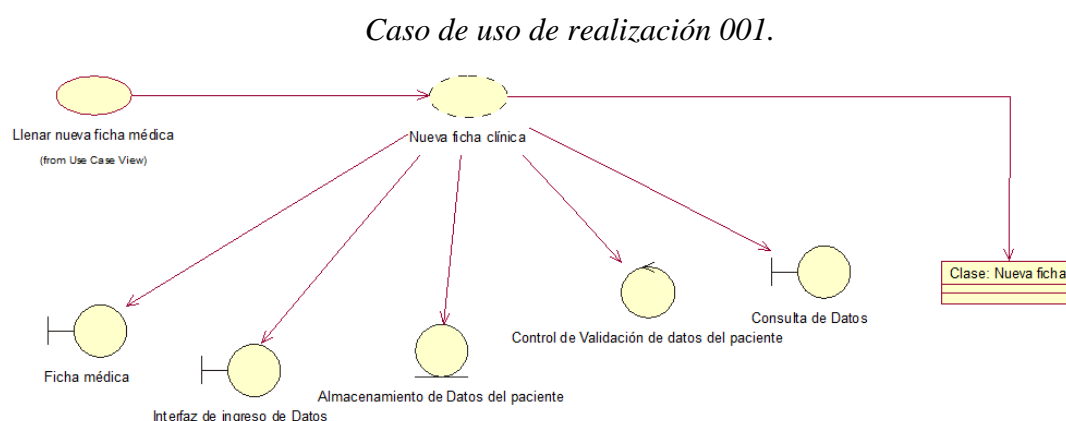 Caso de uso de realización 001.
Llenar nueva ficha médica
(from Use Case View)
Nueva ficha clínica
Clase: Nueva ficha
Consulta de Datos
Control de Validación de datos del paciente
Ficha médica
Almacenamiento de Datos del paciente
Interfaz de ingreso de Datos